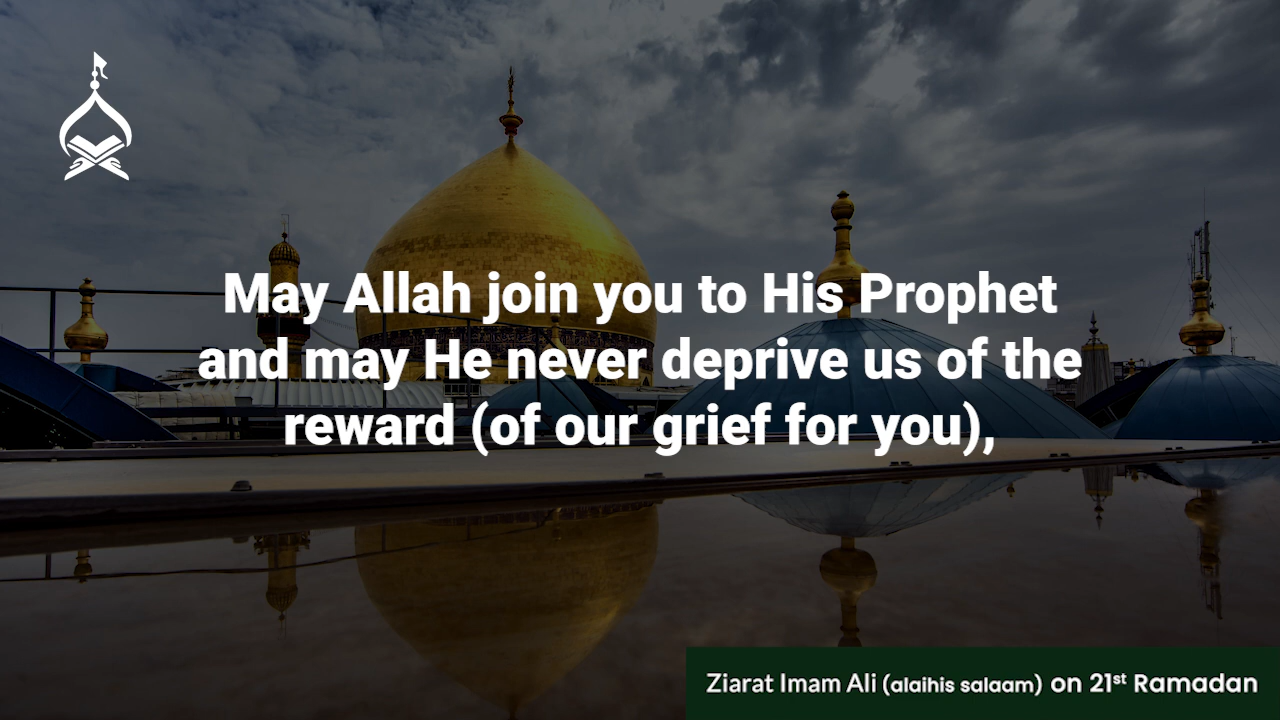 May Allah join you to His Prophet
and may He never deprive us of the
reward (of our grief for you),
Ziarat Imam Ali (alaihis salaam) on 21st Ramadan